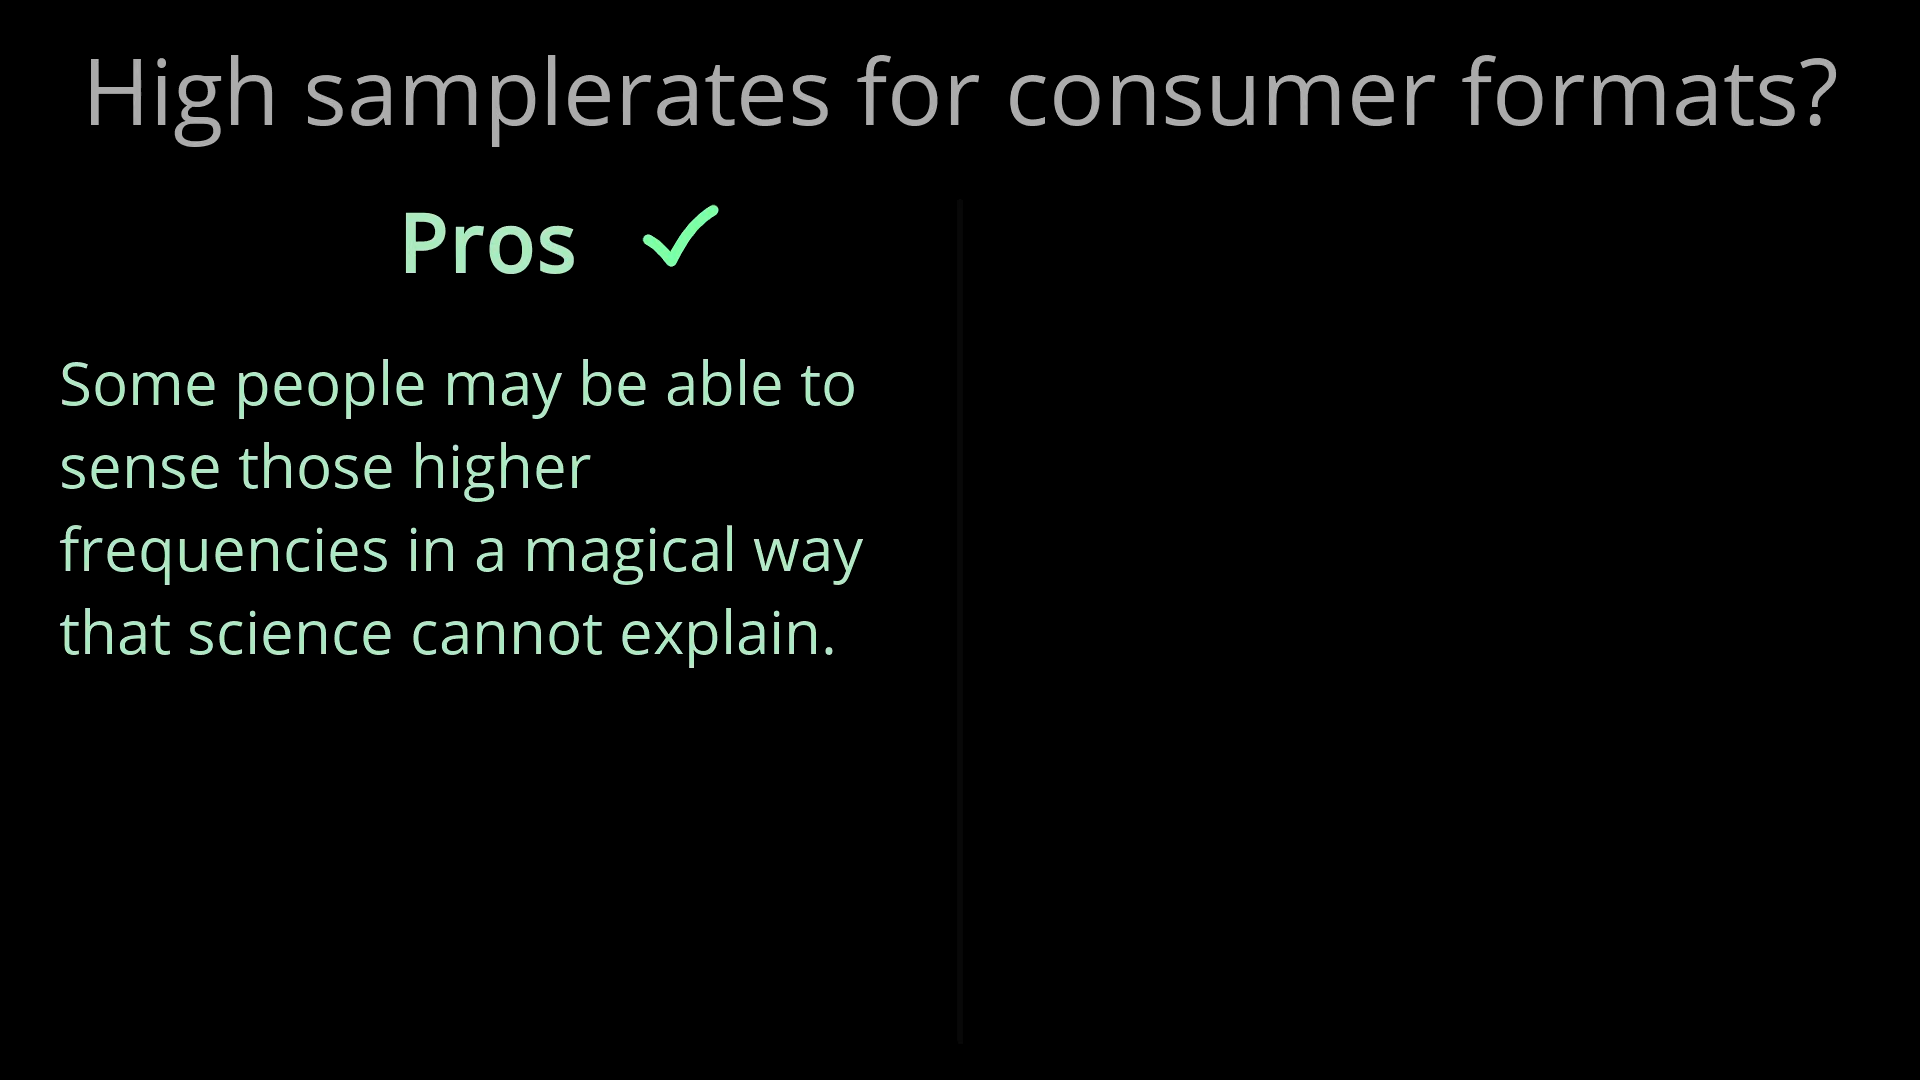 High samplerates for consumer formats?
Pros
Some people may be able to
sense those higher
frequencies in a magical way
that science cannot explain.